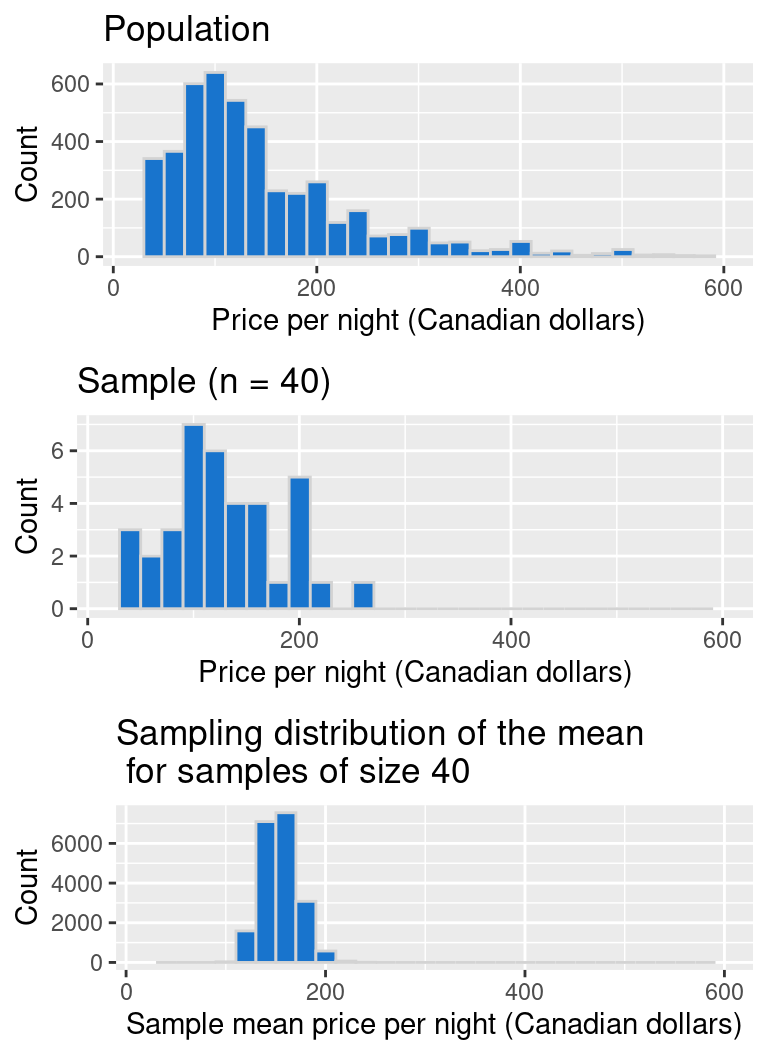 Population
600
400
200
0
Count
0 200 400 600
Price per night (Canadian dollars)
Sample (n = 40)
6
4
2
0
Count
0 200 400 600
Price per night (Canadian dollars)
Sampling distribution of the mean
for samples of size 40
6000
4000
2000
0
Count
0 200 400 600
Sample mean price per night (Canadian dollars)